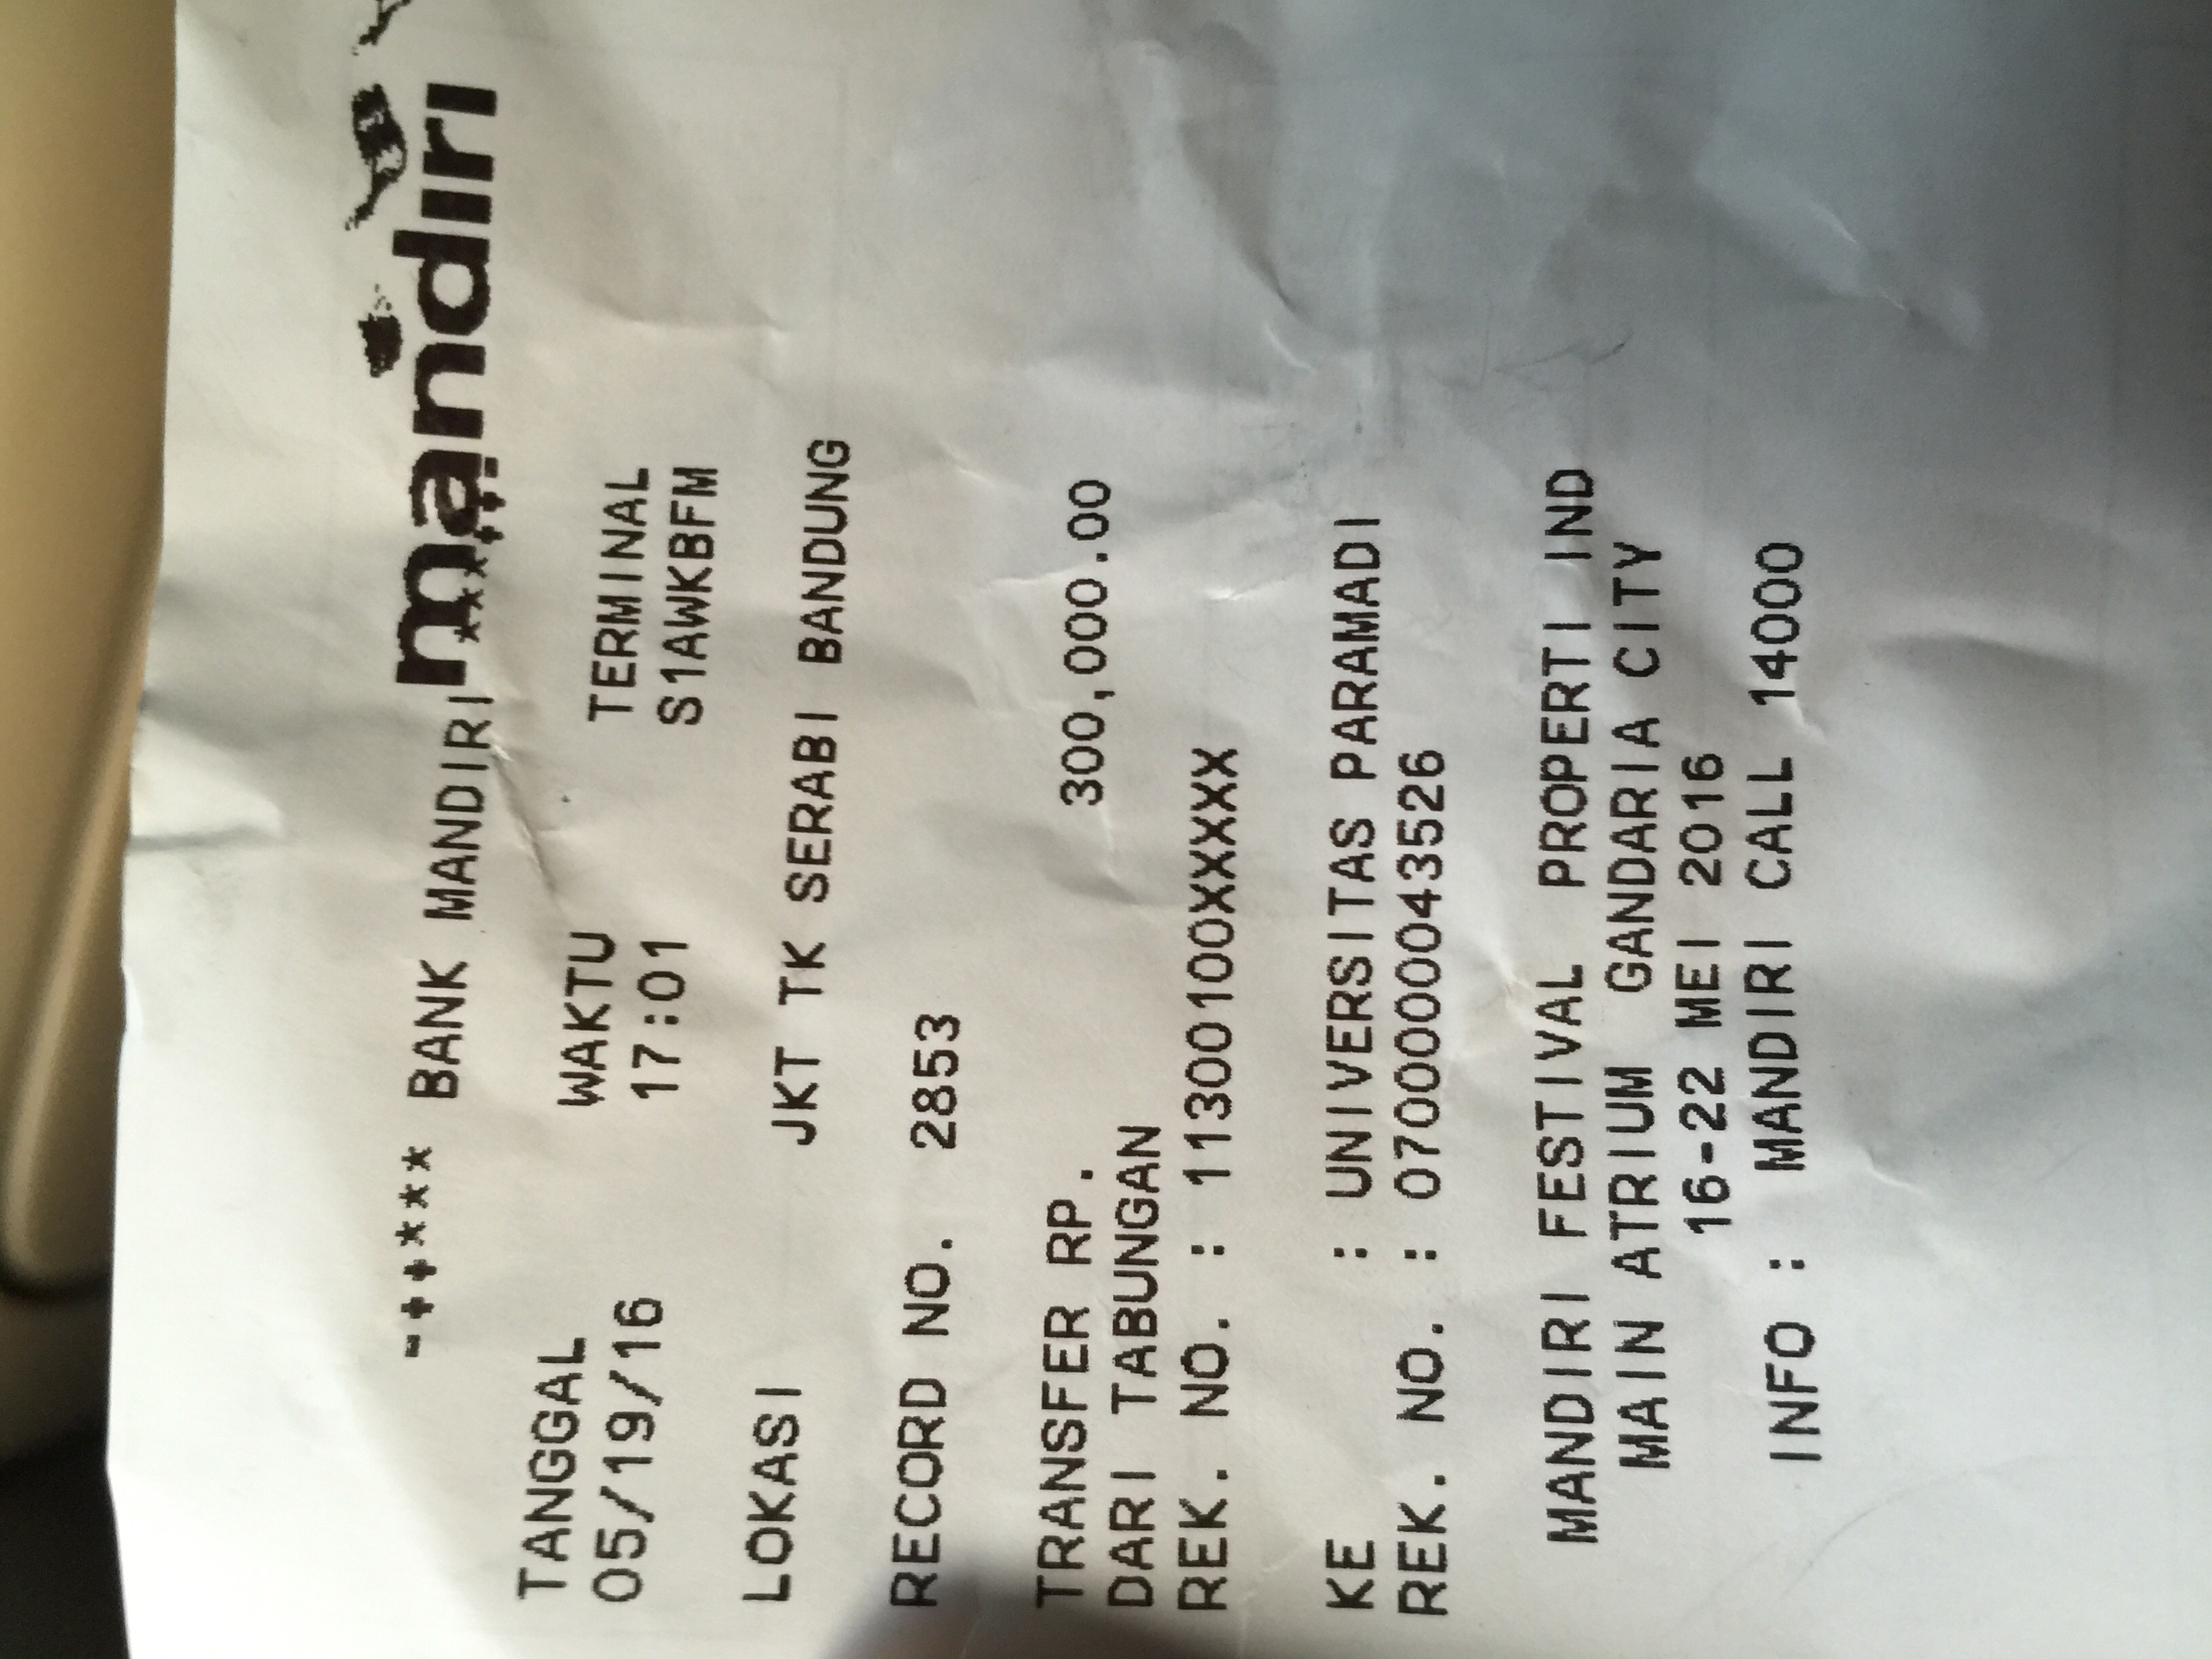 -++*** BANK MANDIRI ***++-
mandiri
TANGGAL WAKTU TERMINAL
05/19/16 17:01 S1AWKBFM
LOKASI JKT TK SERABI BANDUNG
RECORD NO. 2853
TRANSFER RP. 300,000.00
DARI TABUNGAN
REK. NO. : 11300100XXXXX
KE : UNIVERSITAS PARAMADI
REK. NO. : 0700000043526
MANDIRI FESTIVAL PROPERTI IND
MAIN ATRIUM GANDARIA CITY
16-22 MEI 2016
INFO : MANDIRI CALL 14000